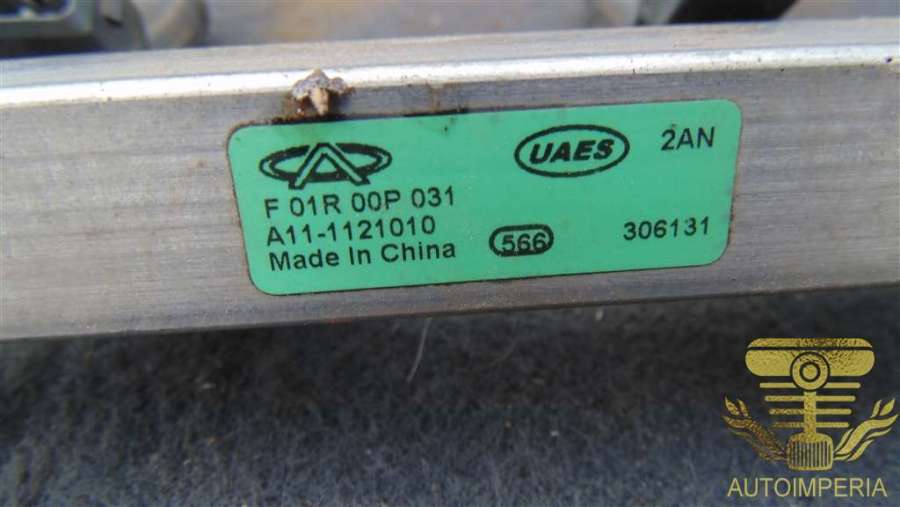 UAES 2AN
F 01R 00P 031
A11-1121010
566 306131
Made In China
AUTOIMPERIA